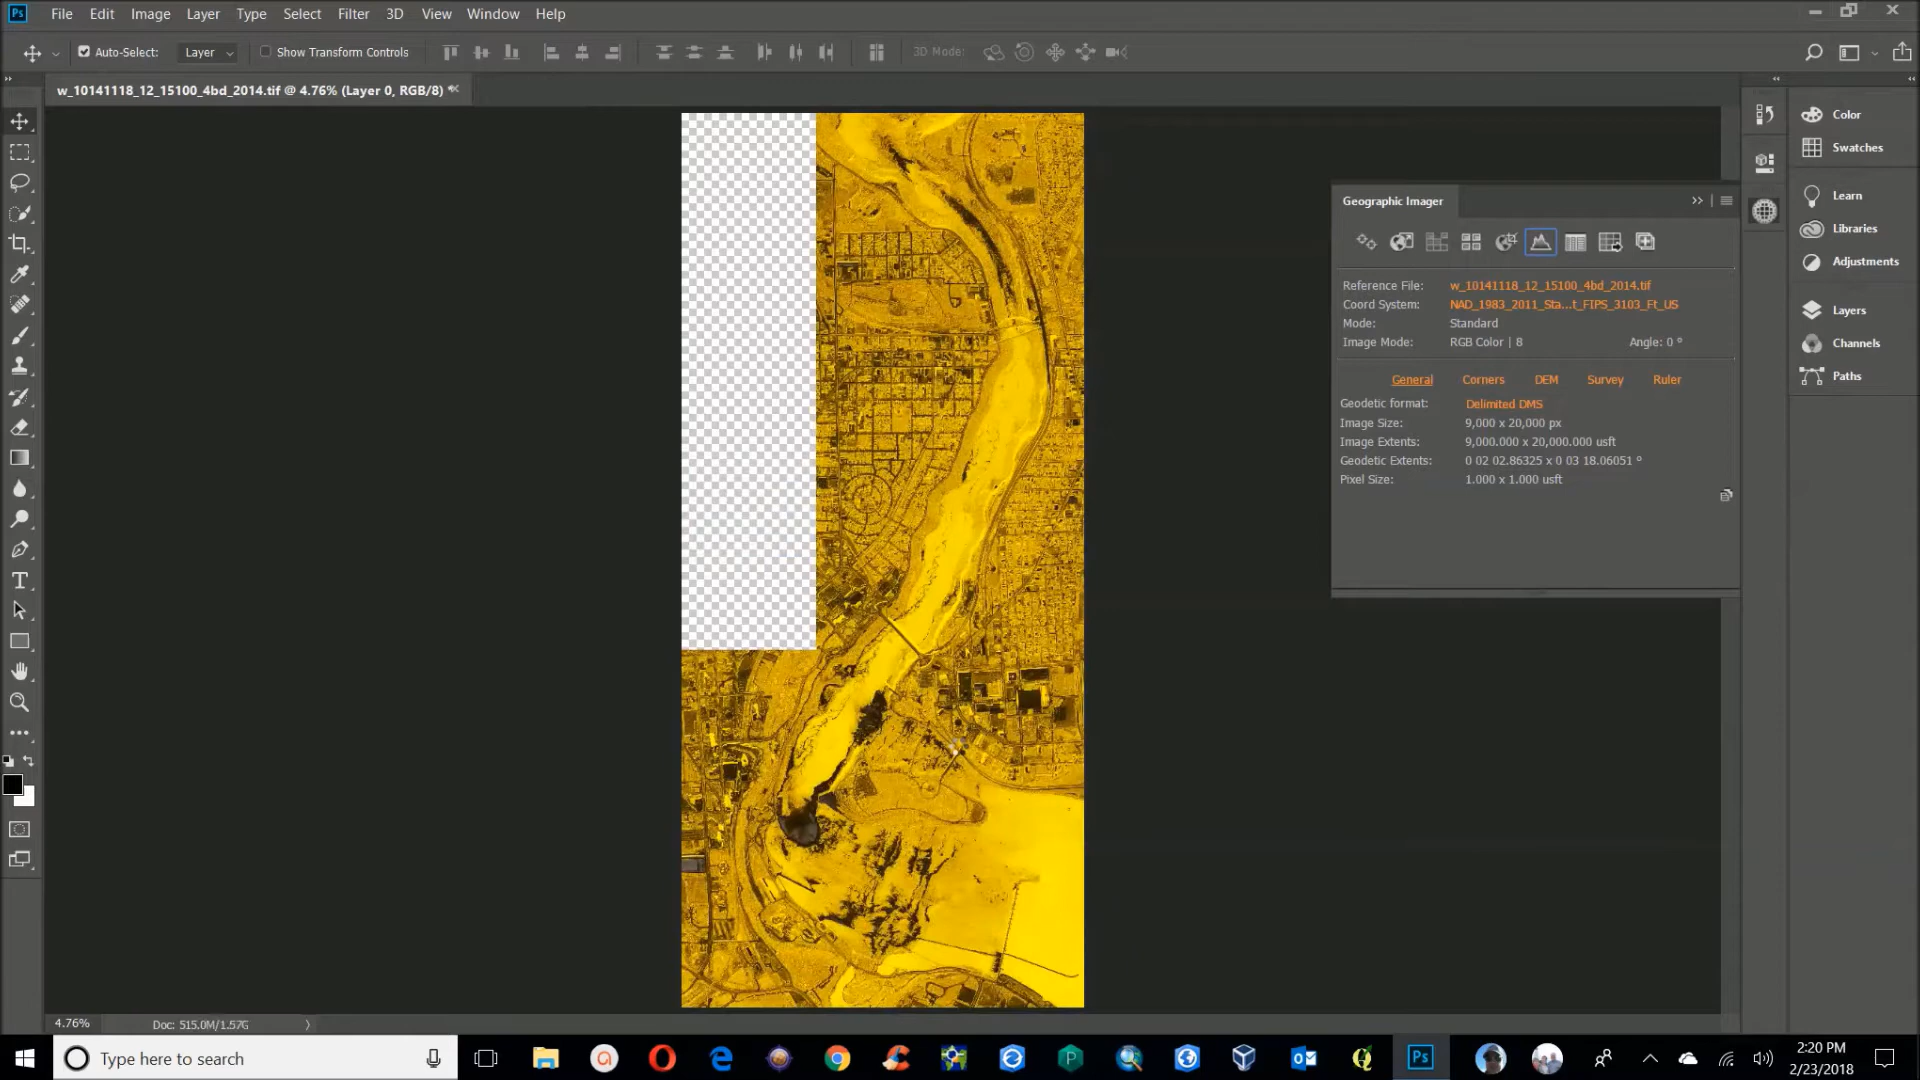 Ps File Edit Image Layer Type Select Filter 3D View Window Help
Auto-Select: Layer Show Transform Controls 3D Mode:
w_10141118_12_15100_4bd_2014.tif @ 4.76% (Layer 0, RGB/8) *
Color
Swatches
Learn
Libraries
Adjustments
Layers
Channels
Paths
Geographic Imager
Reference File: w_10141118_12_15100_4bd_2014.tif
Coord System: NAD_1983_2011_Sta...t_FIPS_3103_Ft_US
Mode: Standard
Image Mode: RGB Color | 8 Angle: 0 °
General Corners DEM Survey Ruler
Geodetic format: Delimited DMS
Image Size: 9,000 x 20,000 px
Image Extents: 9,000.000 x 20,000.000 usft
Geodetic Extents: 0 02 02.86325 x 0 03 18.06051 °
Pixel Size: 1.000 x 1.000 usft
4.76% Doc: 515.0M/1.57G
Type here to search
Ps
2:20 PM
2/23/2018